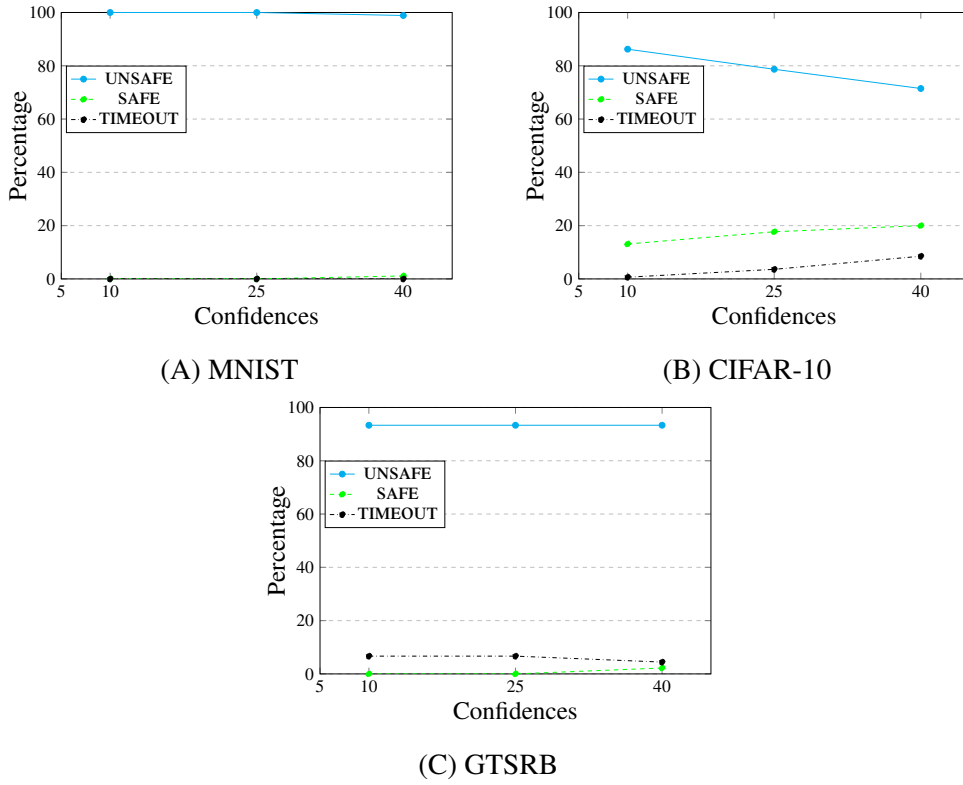 100
80
60
40
20
0
Percentage
UNSAFE
SAFE
TIMEOUT
5 10 25 40
Confidences
(A) MNIST
100
80
60
40
20
0
Percentage
UNSAFE
SAFE
TIMEOUT
5 10 25 40
Confidences
(B) CIFAR-10
100
80
60
40
20
0
Percentage
UNSAFE
SAFE
TIMEOUT
5 10 25 40
Confidences
(C) GTSRB